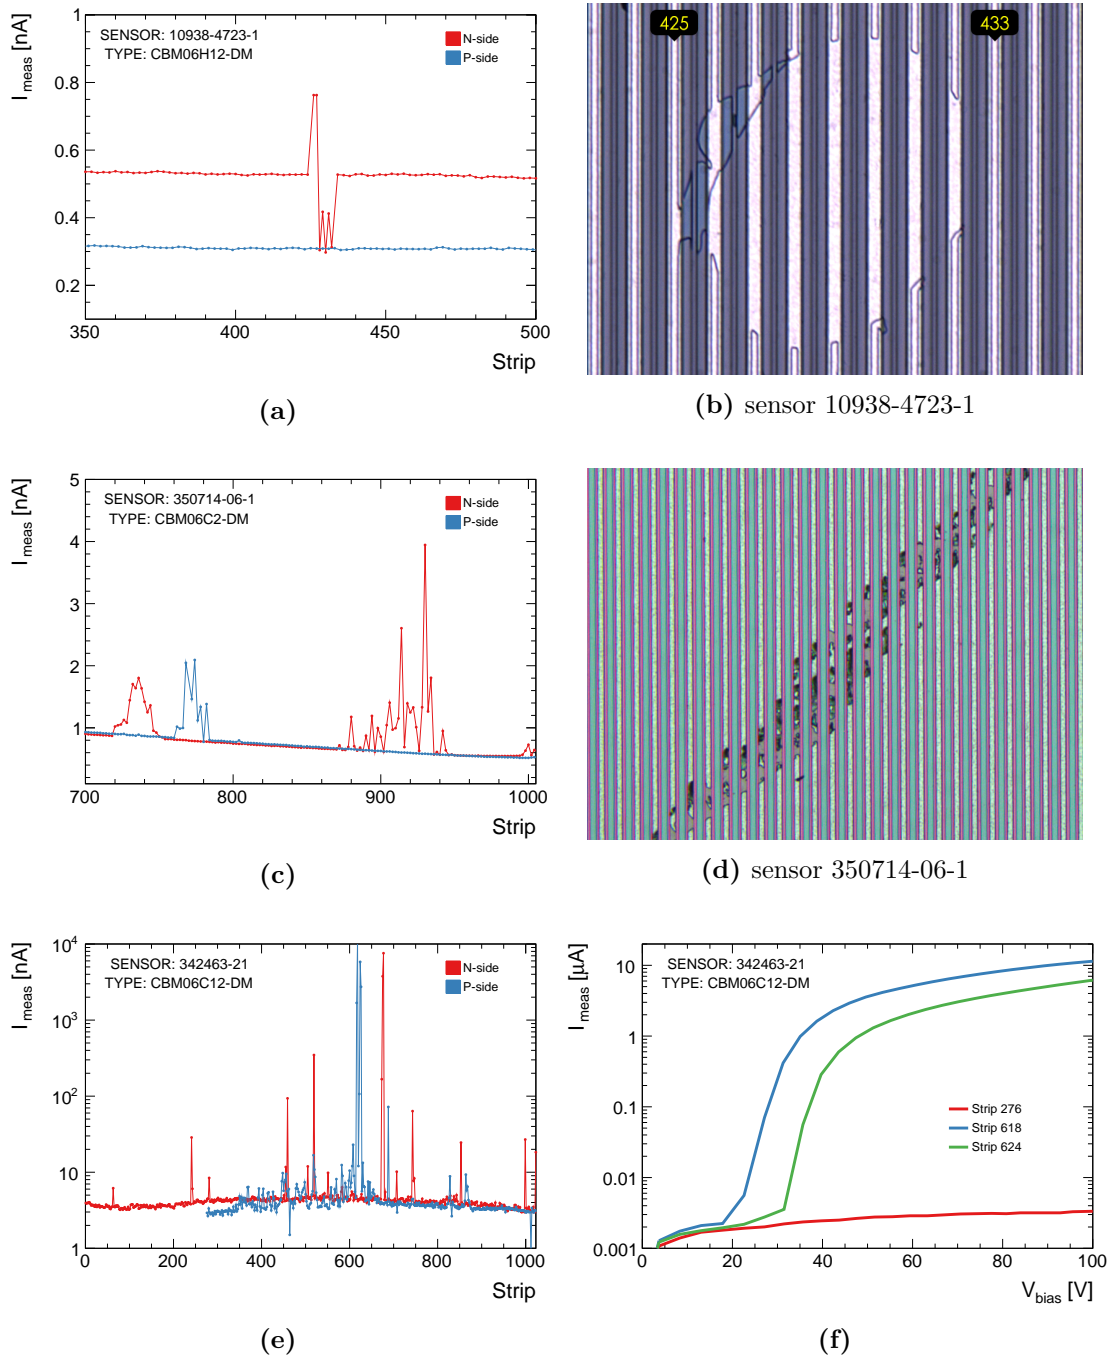 SENSOR: 10938-4723-1
TYPE: CBM06H12-DM
N-side
P-side
I_meas [nA]
1
0.8
0.6
0.4
0.2
350 400 450 500
Strip
(a)
425 433
(b) sensor 10938-4723-1
SENSOR: 350714-06-1
TYPE: CBM06C2-DM
N-side
P-side
I_meas [nA]
5
4
3
2
1
700 800 900 1000
Strip
(c)
(d) sensor 350714-06-1
SENSOR: 342463-21
TYPE: CBM06C12-DM
N-side
P-side
I_meas [nA]
10^4
10^3
10^2
10
1
0 200 400 600 800 1000
Strip
(e)
SENSOR: 342463-21
TYPE: CBM06C12-DM
I_meas [μA]
10
1
0.1
0.01
0.001
Strip 276
Strip 618
Strip 624
0 20 40 60 80 100
V_bias [V]
(f)